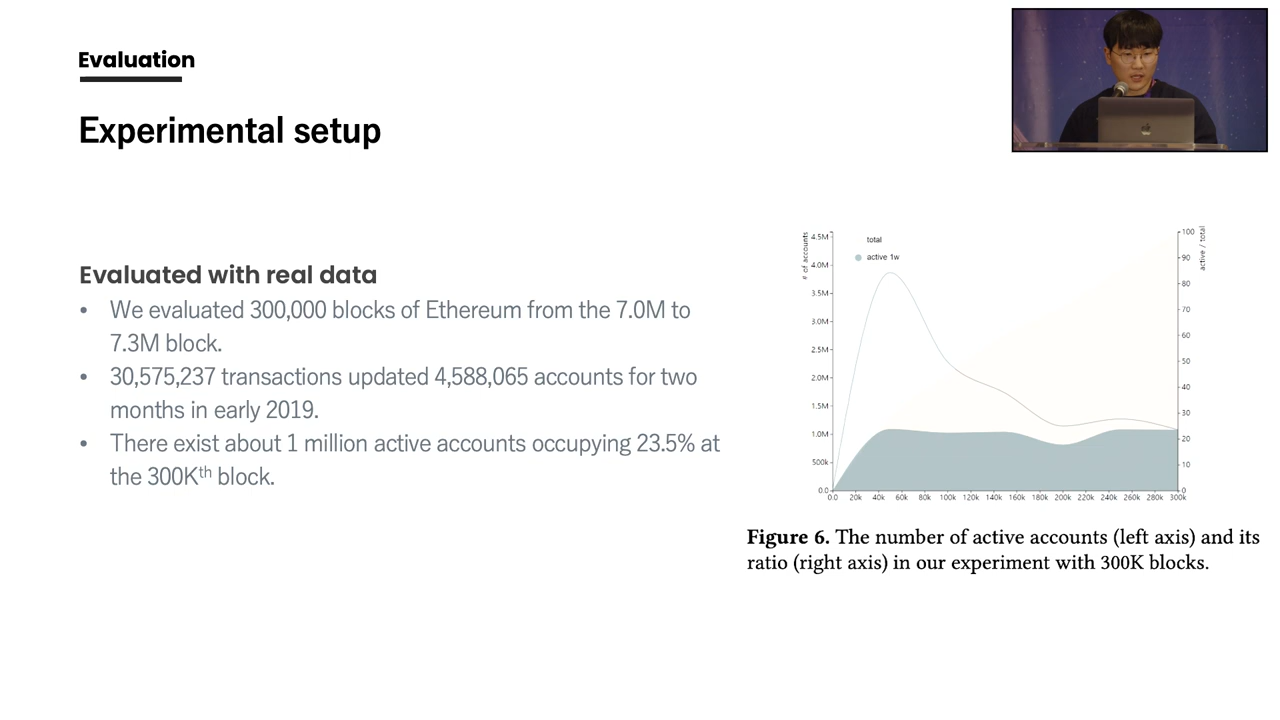 Evaluation
Experimental setup
Evaluated with real data
• We evaluated 300,000 blocks of Ethereum from the 7.0M to
7.3M block.
• 30,575,237 transactions updated 4,588,065 accounts for two
months in early 2019.
• There exist about 1 million active accounts occupying 23.5% at
the 300Kth block.
# of accounts
4.5M
4.0M
3.5M
3.0M
2.5M
2.0M
1.5M
1.0M
500k
0.0
total
active 1w
active / total
100
90
80
70
60
50
40
30
20
10
0
0.0 20k 40k 60k 80k 100k 120k 140k 160k 180k 200k 220k 240k 260k 280k 300k
Figure 6. The number of active accounts (left axis) and its
ratio (right axis) in our experiment with 300K blocks.